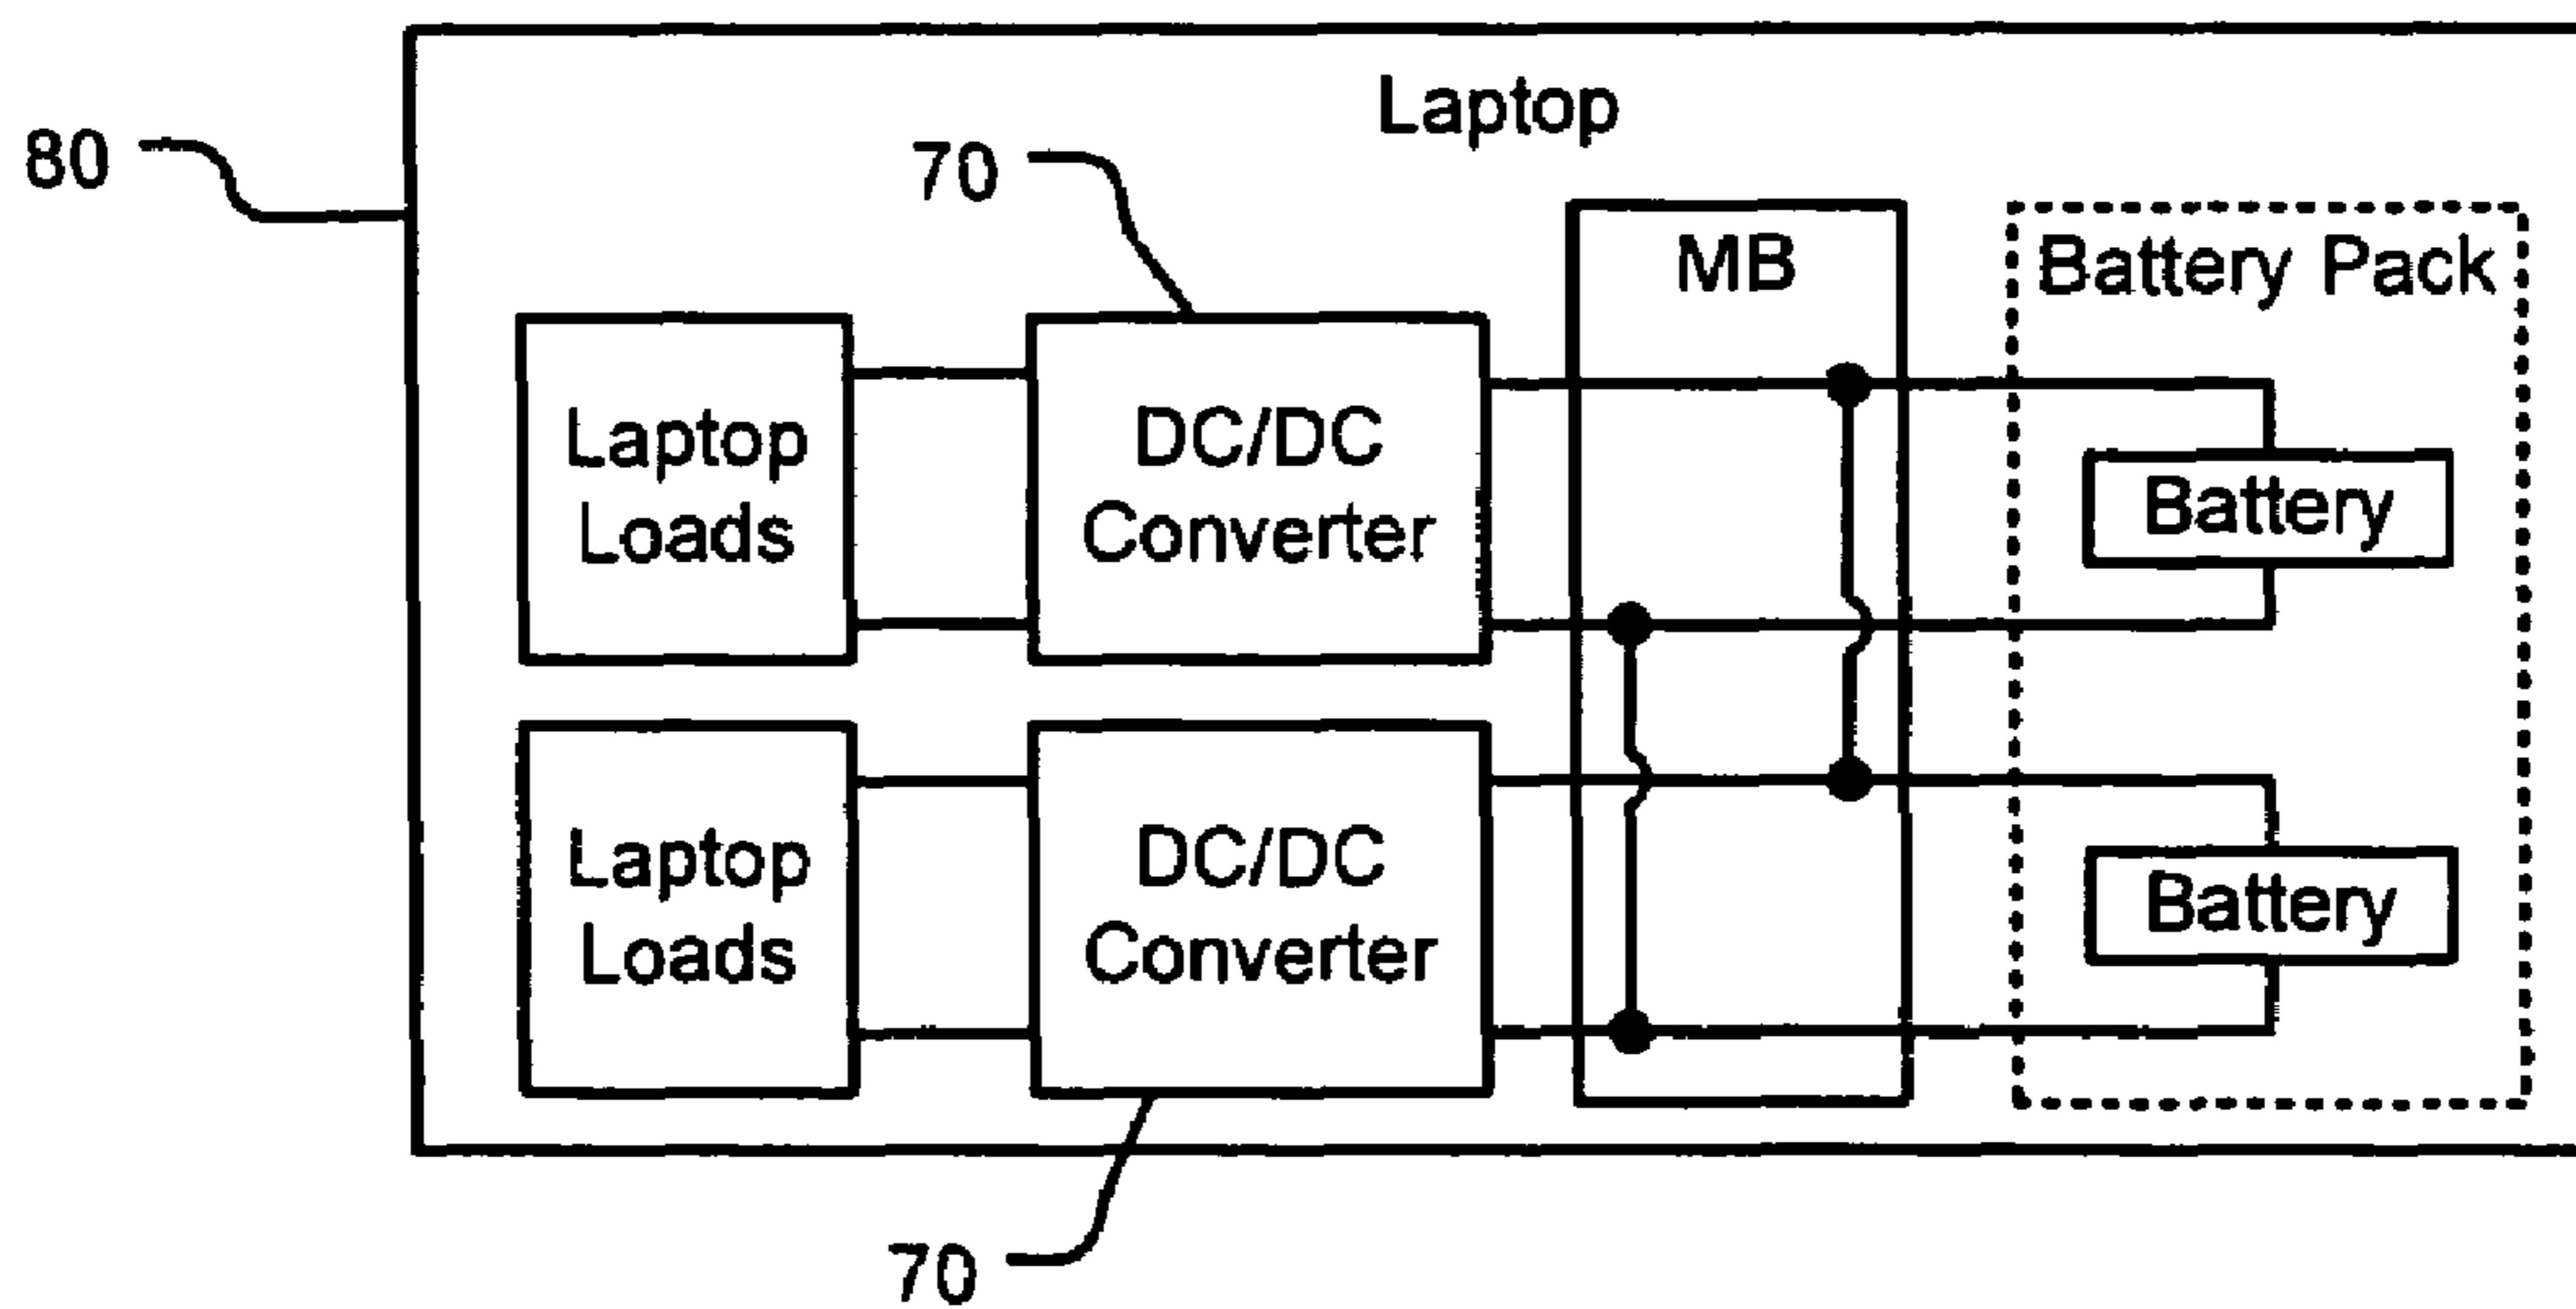 Laptop
80
70
MB
Battery Pack
Laptop
Loads
DC/DC
Converter
Battery
Laptop
Loads
DC/DC
Converter
Battery
70